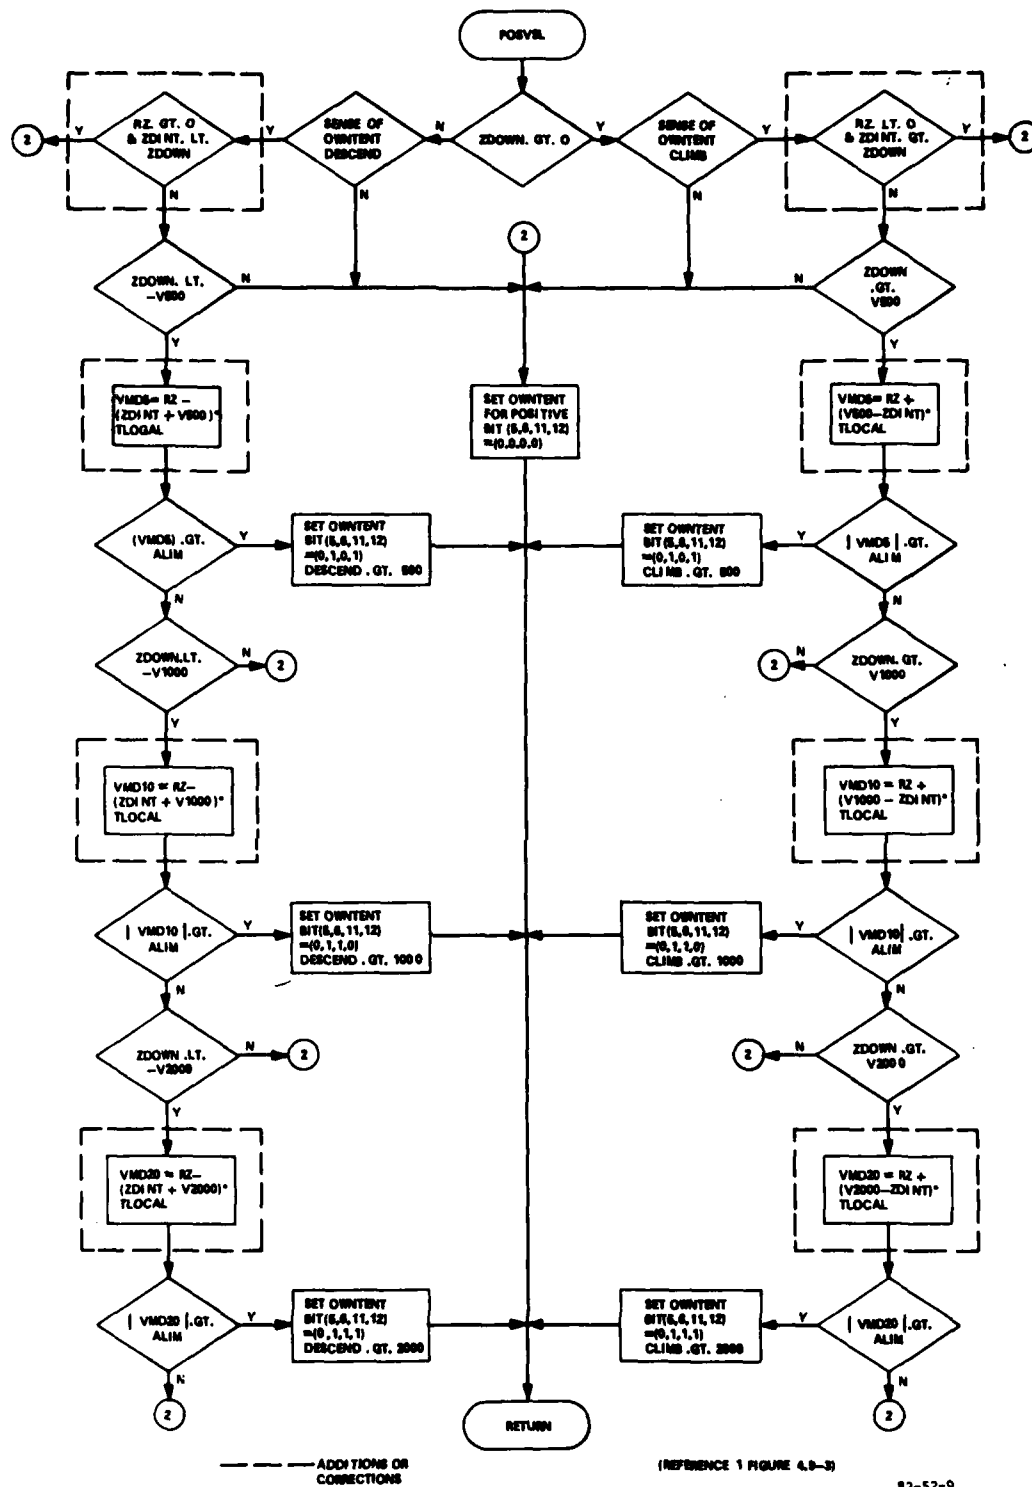 POSVSL
RZ. GT. O
& ZDINT. LT.
ZDOWN
SENSE OF
OWNTENT
DESCEND
ZDOWN. GT. O
SENSE OF
OWNTENT
CLIMB
RZ. LT. O
& ZDINT. GT.
ZDOWN
2
Y
Y
N
Y
Y
Y
2
N
N
N
N
2
ZDOWN. LT.
-V500
N
N
ZDOWN
.GT.
V500
Y
Y
VMD5= RZ -
(ZDINT + V500)*
TLOGAL
SET OWNTENT
FOR POSITIVE
BIT (5,6,11,12)
=(0,0,0,0)
VMD5= RZ +
(V500-ZDINT)*
TLOCAL
(VMD5) .GT.
ALIM
Y
SET OWNTENT
BIT(5,6,11,12)
=(0,1,0,1)
DESCEND .GT. 500
SET OWNTENT
BIT(5,6,11,12)
=(0,1,0,1)
CLIMB .GT. 500
Y
| VMD5 | .GT.
ALIM
N
N
ZDOWN.LT.
-V1000
N
2
2
N
ZDOWN. GT.
V1000
Y
Y
VMD10 = RZ-
(ZDINT + V1000)*
TLOCAL
VMD10 = RZ +
(V1000 - ZDINT)*
TLOCAL
| VMD10 |.GT.
ALIM
Y
SET OWNTENT
BIT(5,6,11,12)
=(0,1,1,0)
DESCEND .GT. 1000
SET OWNTENT
BIT(5,6,11,12)
=(0,1,1,0)
CLIMB .GT. 1000
Y
| VMD10| .GT.
ALIM
N
N
ZDOWN .LT.
-V2000
N
2
2
N
ZDOWN .GT.
V2000
Y
Y
VMD20 = RZ-
(ZDINT + V2000)*
TLOCAL
VMD20 = RZ +
(V2000-ZDINT)*
TLOCAL
| VMD20 |.GT.
ALIM
Y
SET OWNTENT
BIT(5,6,11,12)
=(0,1,1,1)
DESCEND .GT. 2000
SET OWNTENT
BIT(5,6,11,12)
=(0,1,1,1)
CLIMB .GT. 2000
Y
| VMD20 |.GT.
ALIM
N
N
2
RETURN
2
ADDITIONS OR
CORRECTIONS
(REFERENCE 1 FIGURE 4.9-3)
82-52-9